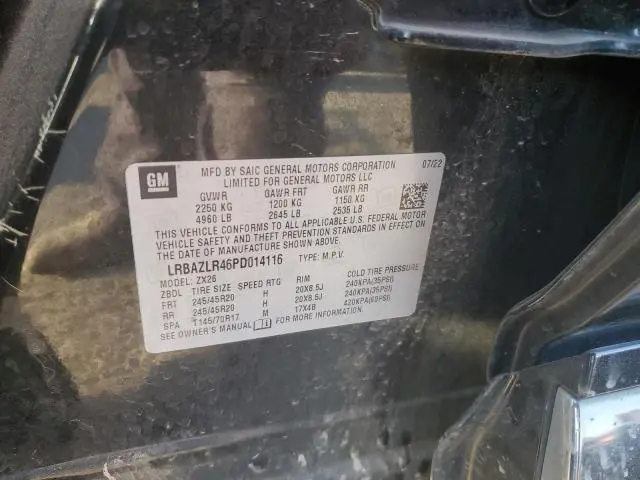 GM
MFD BY SAIC GENERAL MOTORS CORPORATION 07/22
LIMITED FOR GENERAL MOTORS LLC
GVWR GAWR FRT GAWR RR
2250 KG 1200 KG 1150 KG
4960 LB 2645 LB 2535 LB
THIS VEHICLE CONFORMS TO ALL APPLICABLE U.S. FEDERAL MOTOR
VEHICLE SAFETY AND THEFT PREVENTION STANDARDS IN EFFECT ON
THE DATE OF MANUFACTURE SHOWN ABOVE.
LRBAZLR46PD014116 TYPE: M.P.V.
MODEL: ZX26
ZBDL TIRE SIZE SPEED RTG RIM COLD TIRE PRESSURE
FRT 245/45R20 H 20X8.5J 240KPA(35PSI)
RR 245/45R20 H 20X8.5J 240KPA(35PSI)
SPA T145/70R17 M 17X4B 420KPA(60PSI)
SEE OWNER'S MANUAL FOR MORE INFORMATION.